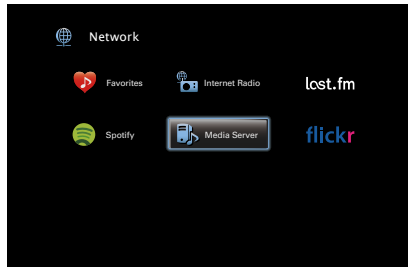 Network
Favorites
Internet Radio
last.fm
Spotify
Media Server
flickr